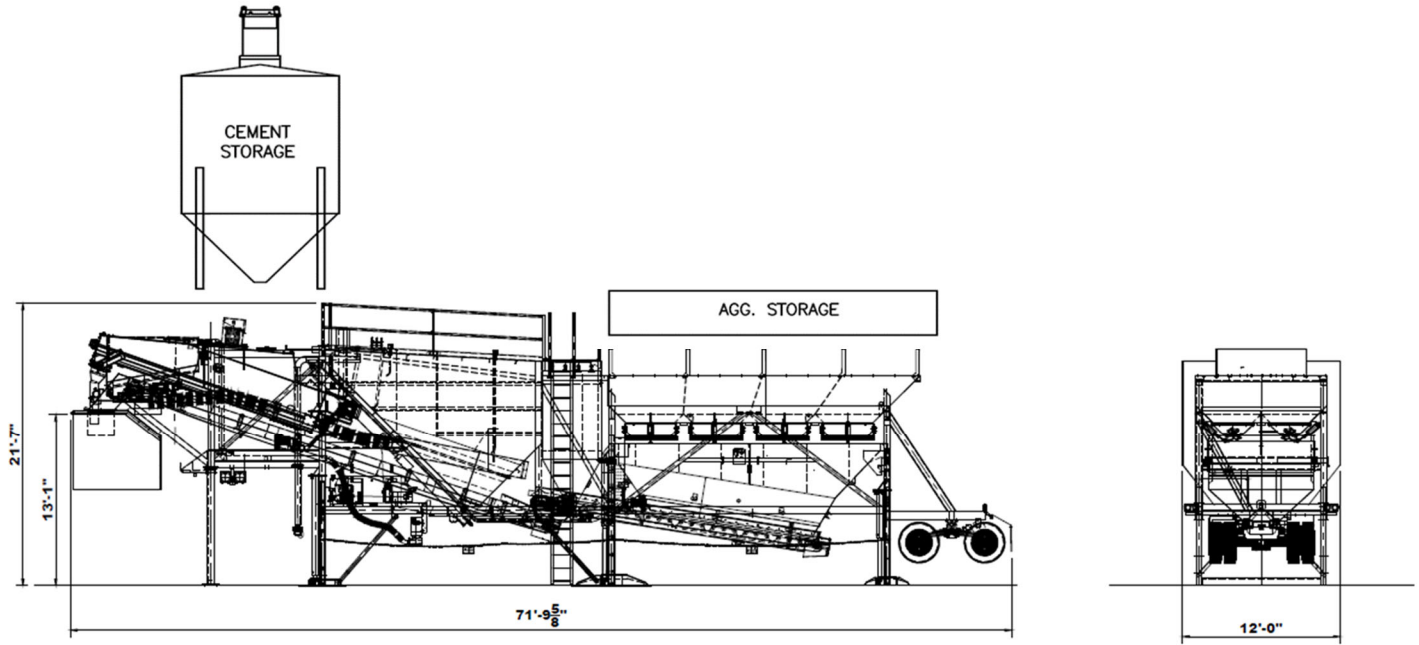 CEMENT
STORAGE
AGG. STORAGE
21'-7"
13'-1"
71'-9 5/8"
12'-0"